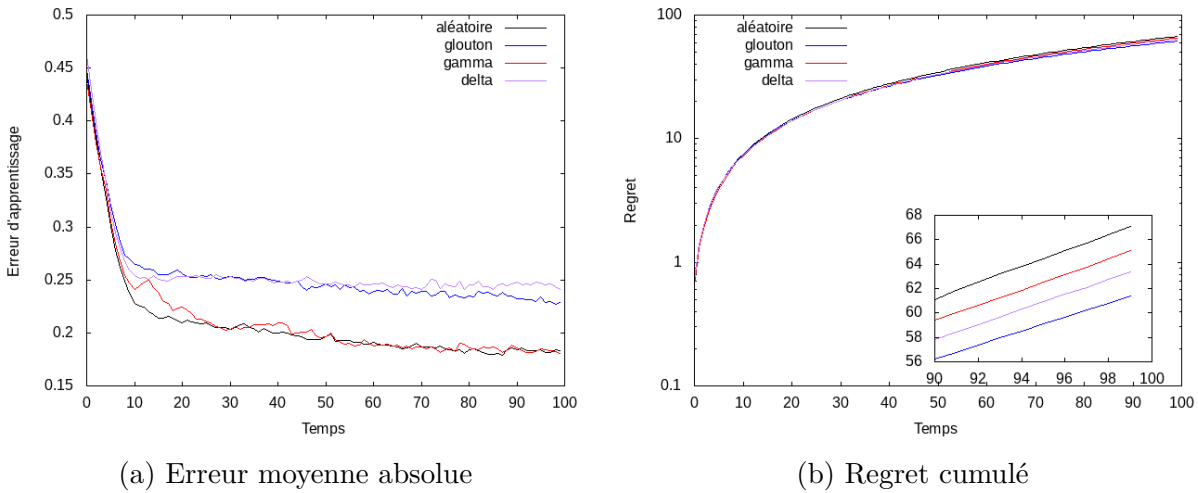 0.5
0.45
0.4
0.35
0.3
0.25
0.2
0.15
0 10 20 30 40 50 60 70 80 90 100
Erreur d'apprentissage
Temps
aléatoire
glouton
gamma
delta
(a) Erreur moyenne absolue
100
10
1
0.1
0 10 20 30 40 50 60 70 80 90 100
Regret
Temps
aléatoire
glouton
gamma
delta
68
66
64
62
60
58
56
90 92 94 96 98 100
(b) Regret cumulé